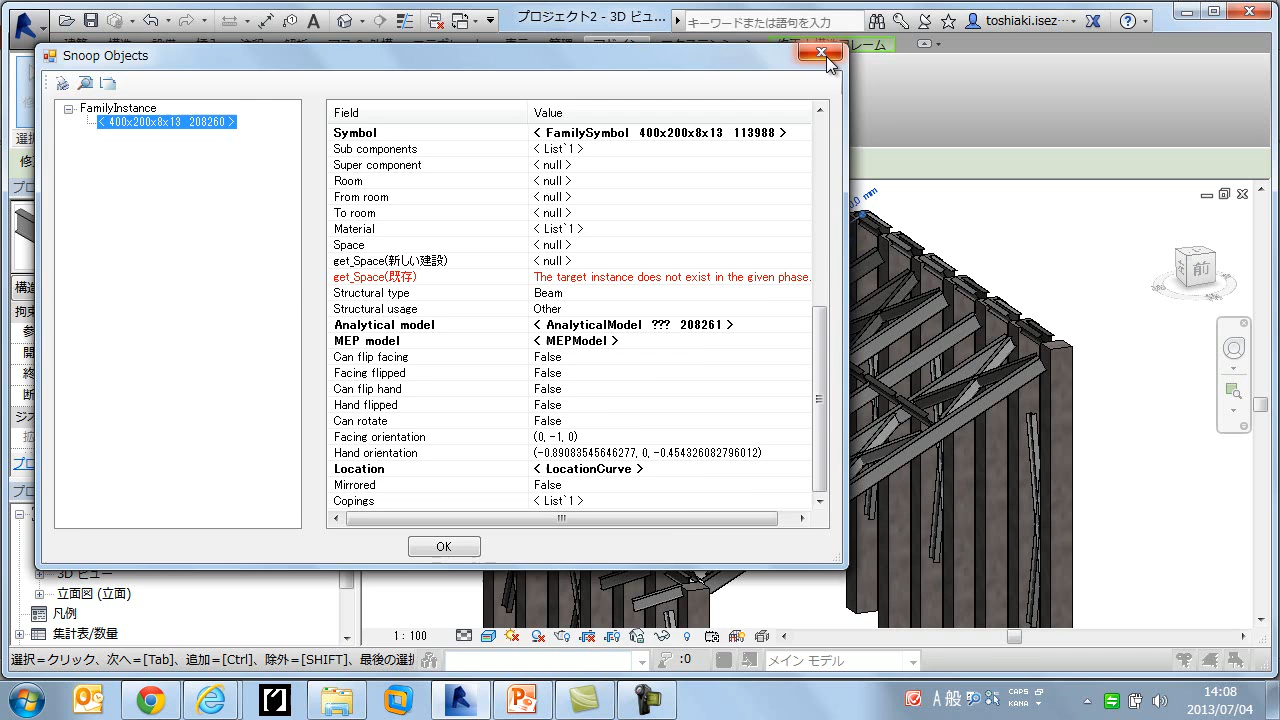 プロジェクト2 - 3D ビュ...
キーワードまたは語句を入力
toshiaki.isez...
Snoop Objects
FamilyInstance
< 400x200x8x13 208260 >
Field Value
Symbol < FamilySymbol 400x200x8x13 113988 >
Sub components < List`1 >
Super component < null >
Room < null >
From room < null >
To room < null >
Material < List`1 >
Space < null >
get_Space(新しい建設) < null >
get_Space(既存) The target instance does not exist in the given phase.
Structural type Beam
Structural usage Other
Analytical model < AnalyticalModel ??? 208261 >
MEP model < MEPModel >
Can flip facing False
Facing flipped False
Can flip hand False
Hand flipped False
Can rotate False
Facing orientation (0, -1, 0)
Hand orientation (-0.89083545646277, 0, -0.454326082796012)
Location < LocationCurve >
Mirrored False
Copings < List`1 >
OK
前
3D ビュー
立面図 (立面)
凡例
集計表/数量
1 : 100
選択=クリック、次へ=[Tab]、追加=[Ctrl]、除外=[SHIFT]、最後の選択
:0
メイン モデル
A 般
CAPS
KANA
14:08
2013/07/04